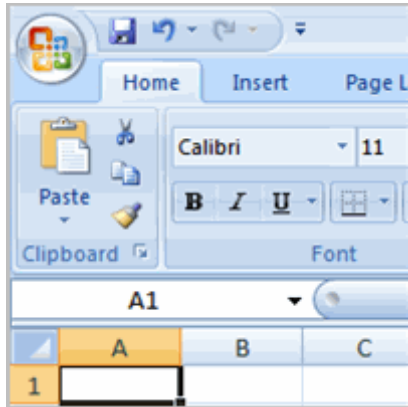 Home Insert Page L
Calibri 11
Paste
B I U
Clipboard Font
A1
A B C
1